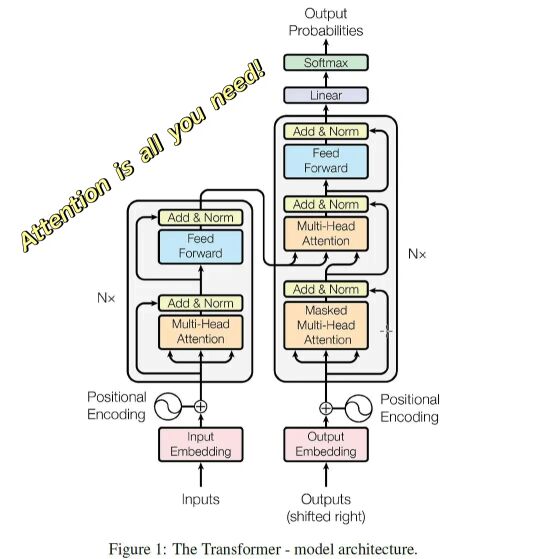 Output
Probabilities
Softmax
Linear
Add & Norm
Feed
Forward
Add & Norm
Multi-Head
Attention
Add & Norm
Masked
Multi-Head
Attention
Nx
Positional
Encoding
Output
Embedding
Outputs
(shifted right)
Attention is all you need!
Add & Norm
Feed
Forward
Add & Norm
Multi-Head
Attention
Nx
Positional
Encoding
Input
Embedding
Inputs
Figure 1: The Transformer - model architecture.